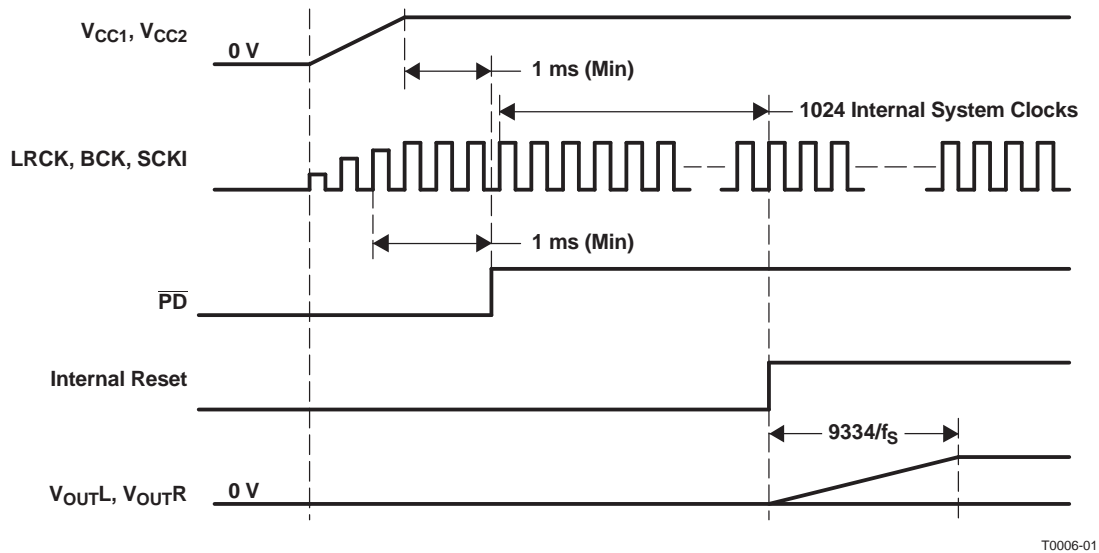 VCC1, VCC2
0 V
1 ms (Min)
1024 Internal System Clocks
LRCK, BCK, SCKI
1 ms (Min)
PD
Internal Reset
9334/fS
VOUTL, VOUTR
0 V
T0006-01